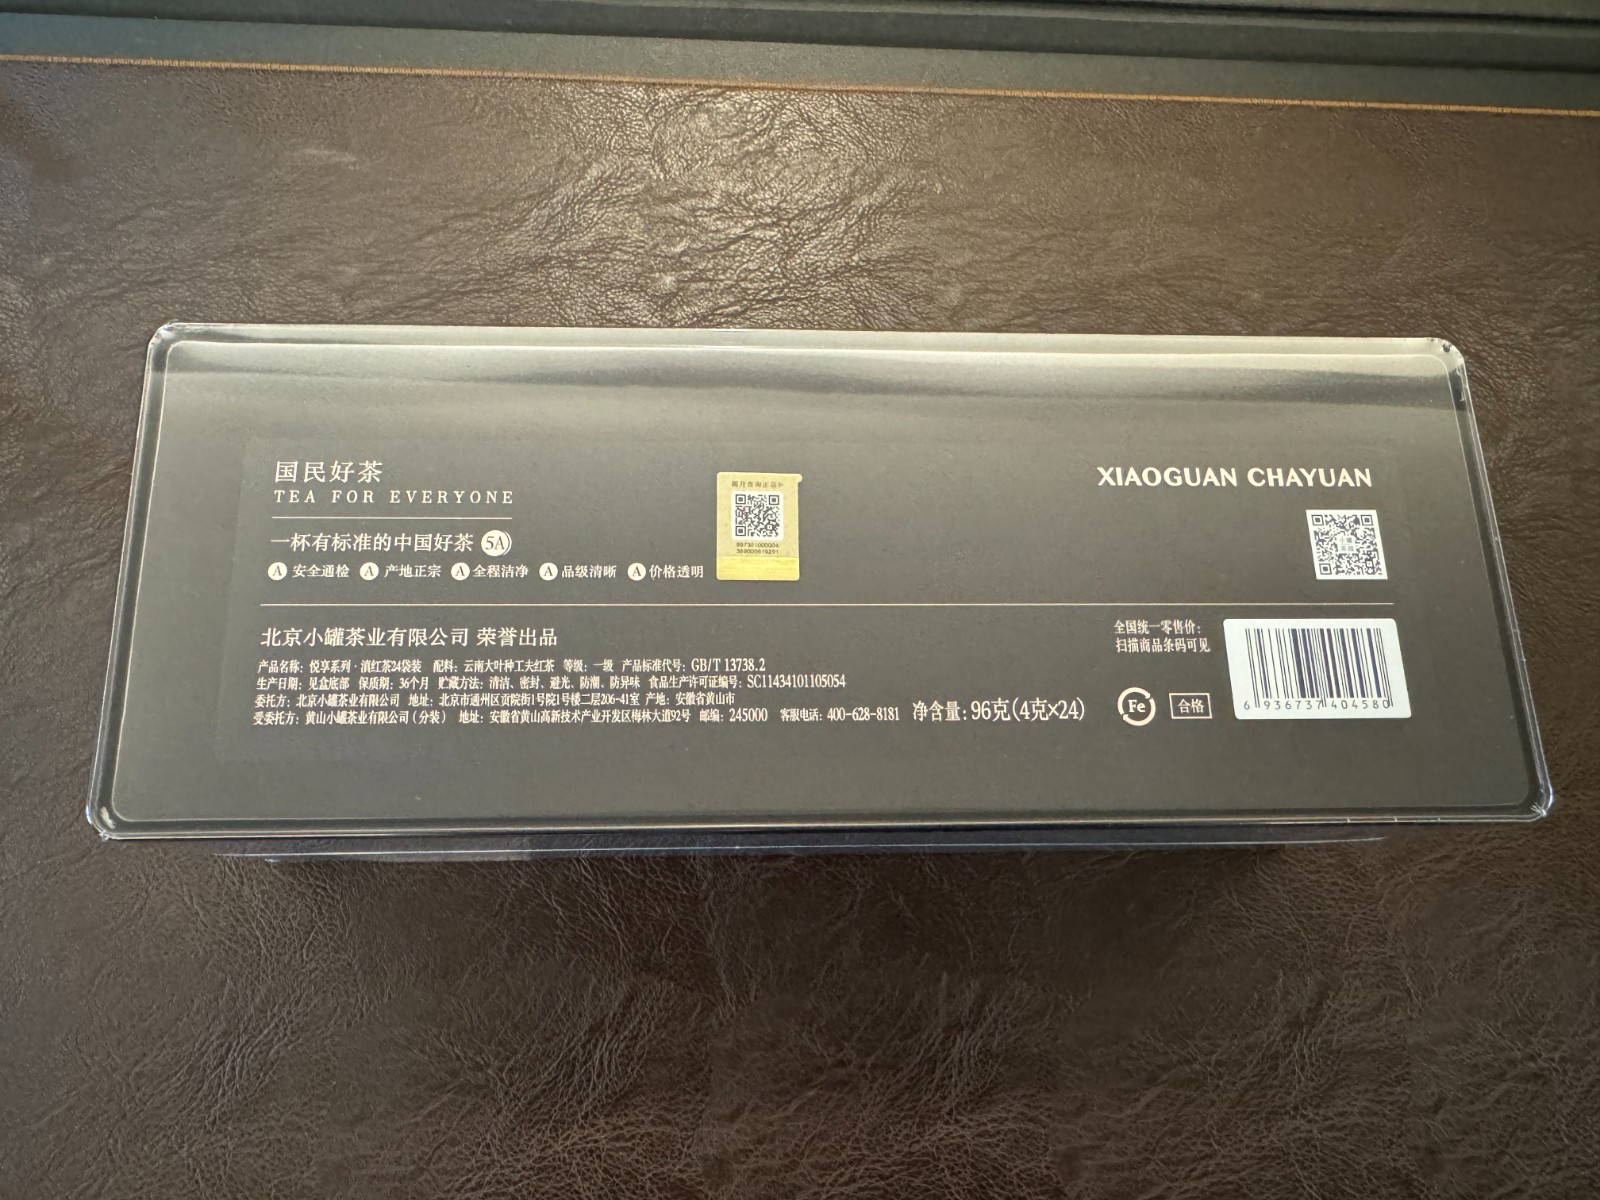 国民好茶
TEA FOR EVERYONE
一杯有标准的中国好茶 5A
A 安全通检 A 产地正宗 A 全程洁净 A 品级清晰 A 价格透明
XIAOGUAN CHAYUAN
北京小罐茶业有限公司 荣誉出品
产品名称: 悦享系列·滇红茶24袋装 配料: 云南大叶种工夫红茶 等级: 一级 产品标准代号: GB/T 13738.2
生产日期: 见盒底部 保质期: 36个月 贮藏方法: 清洁、密封、避光、防潮、防异味 食品生产许可证编号: SC11434101105054
委托方: 北京小罐茶业有限公司 地址: 北京市通州区贡院街1号院1号楼二层206-41室 产地: 安徽省黄山市
受委托方: 黄山小罐茶业有限公司(分装) 地址: 安徽省黄山高新技术产业开发区梅林大道92号 邮编: 245000 客服电话: 400-628-8181 净含量: 96克(4克×24)
全国统一零售价:
扫描商品条码可见
Fe 合格
6 936737 404580